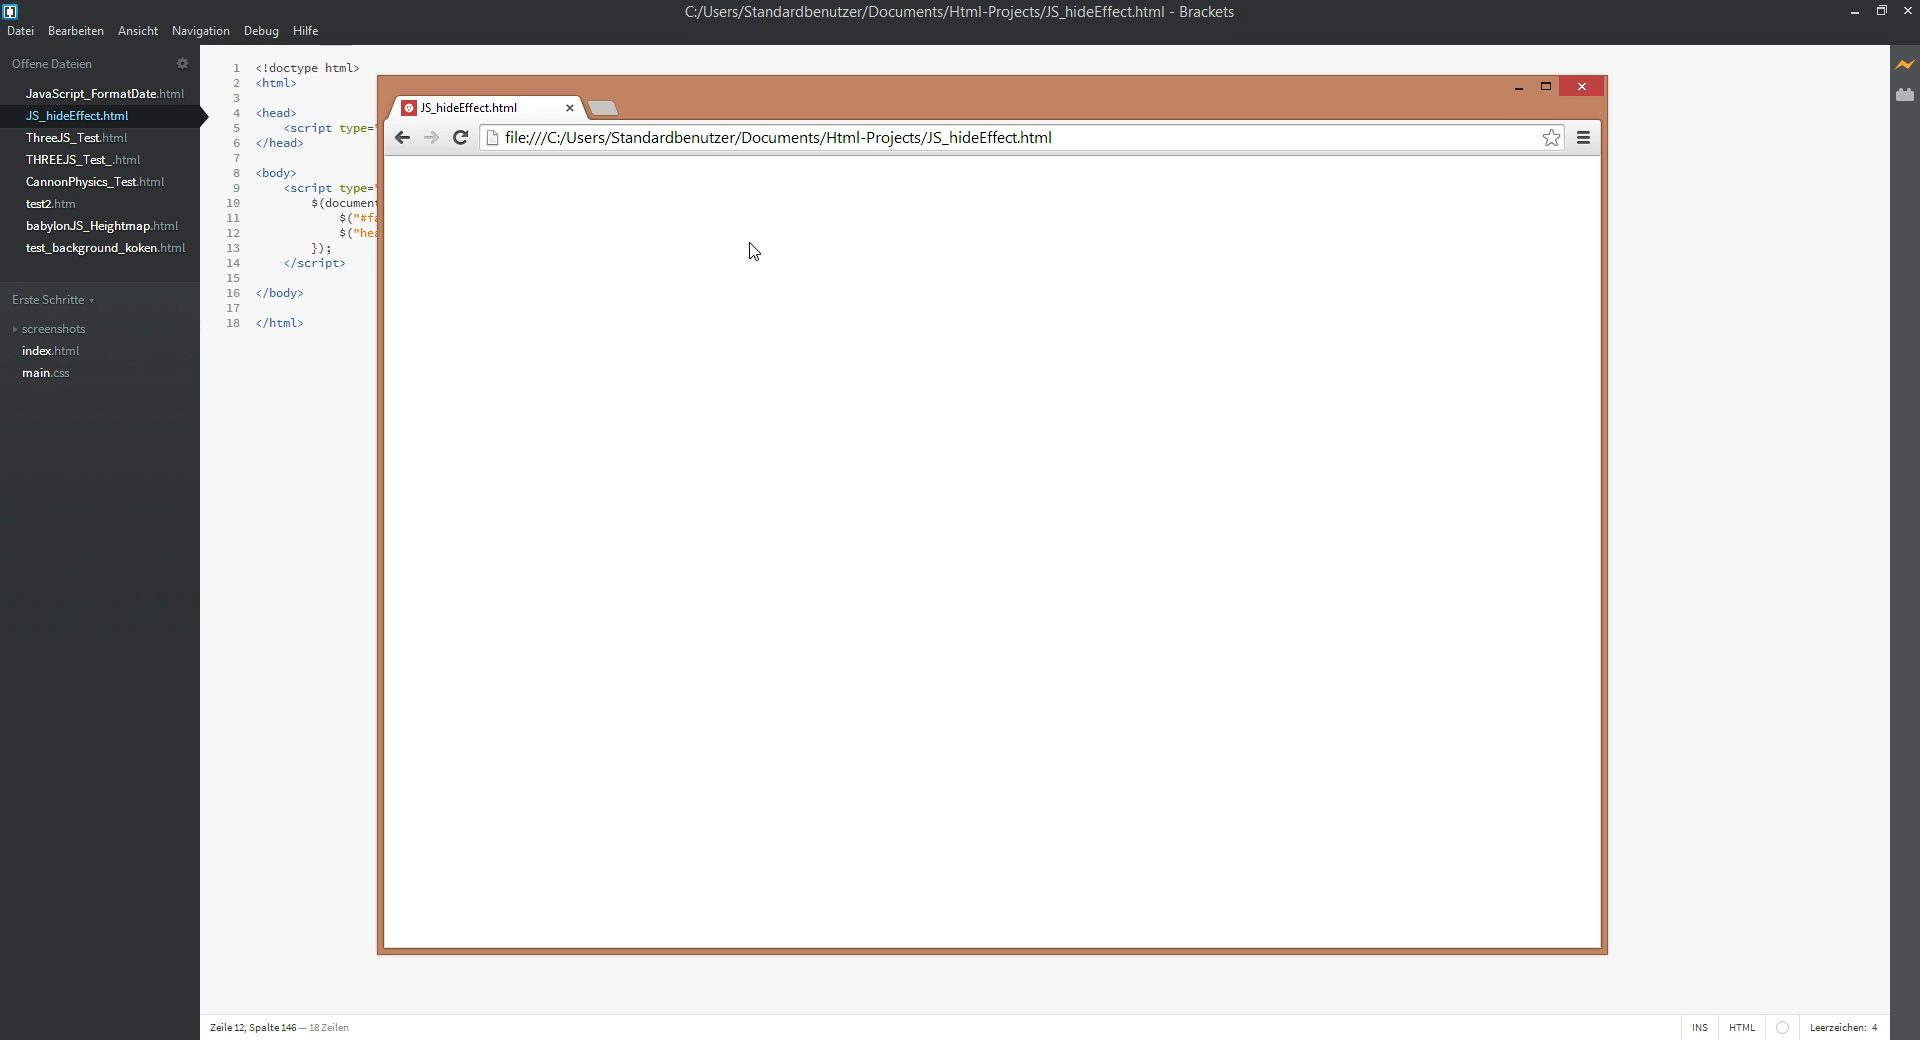 C:/Users/Standardbenutzer/Documents/Html-Projects/JS_hideEffect.html - Brackets
Datei Bearbeiten Ansicht Navigation Debug Hilfe
Offene Dateien
JavaScript_FormatDate.html
JS_hideEffect.html
ThreeJS_Test.html
THREEJS_Test_.html
CannonPhysics_Test.html
test2.htm
babylonJS_Heightmap.html
test_background_koken.html
Erste Schritte
screenshots
index.html
main.css
1 <!doctype html>
2 <html>
3
4 <head>
5 <script type="
6 </head>
7
8 <body>
9 <script type="
10 $(document
11 $("#fa
12 $("hea
13 });
14 </script>
15
16 </body>
17
18 </html>
JS_hideEffect.html
file:///C:/Users/Standardbenutzer/Documents/Html-Projects/JS_hideEffect.html
Zeile 12, Spalte 146 — 18 Zeilen
INS HTML Leerzeichen: 4